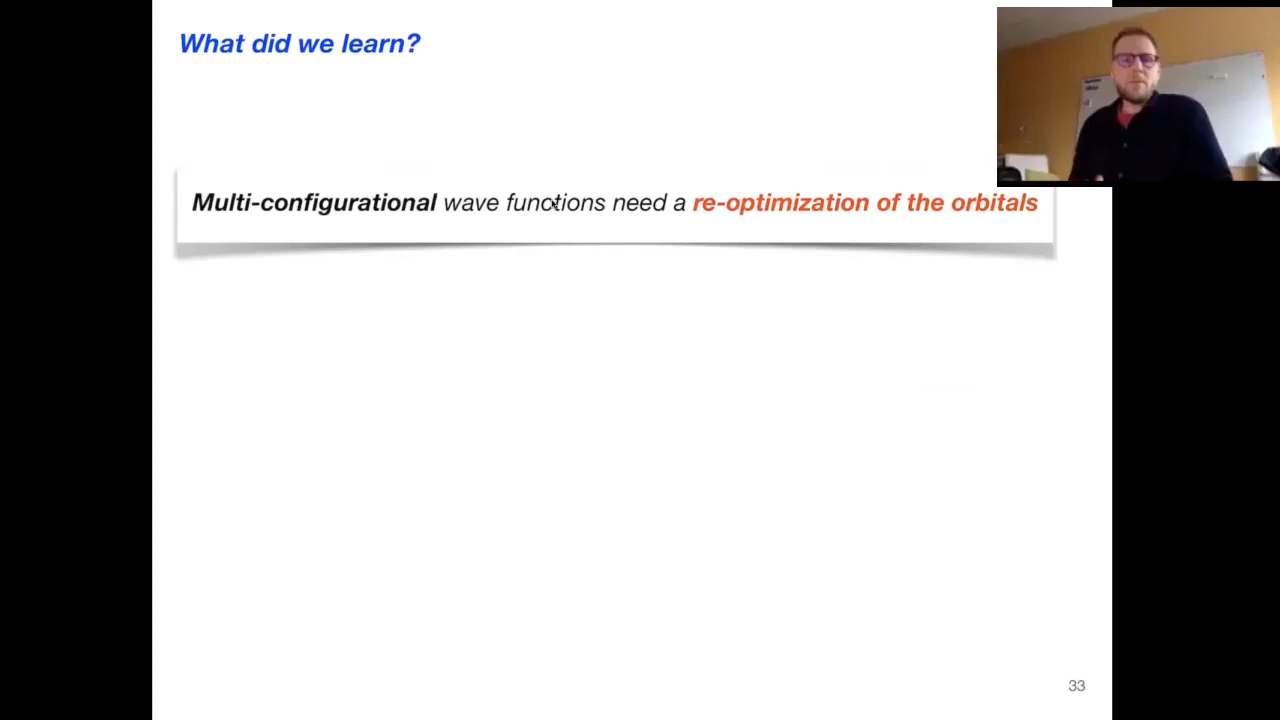 What did we learn?
Multi-configurational wave functions need a re-optimization of the orbitals
33